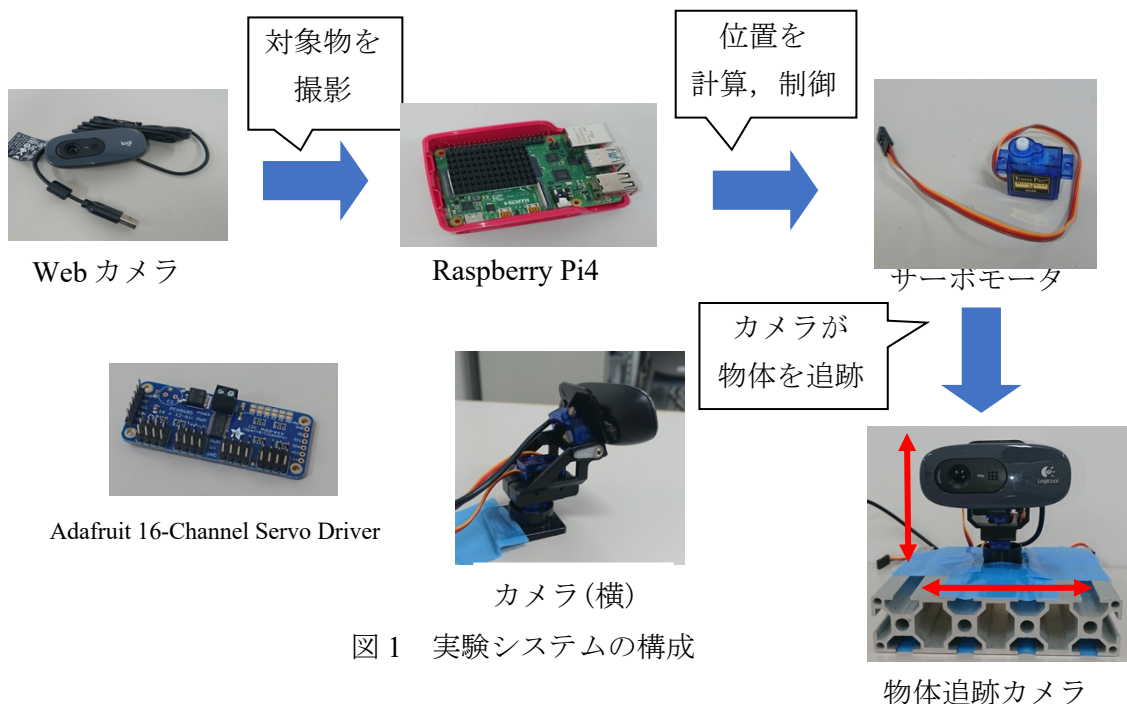 対象物を
撮影
位置を
計算，制御
Web カメラ
Raspberry Pi4
サーボモータ
カメラが
物体を追跡
Adafruit 16-Channel Servo Driver
カメラ(横)
Logicool
図 1　実験システムの構成
物体追跡カメラ